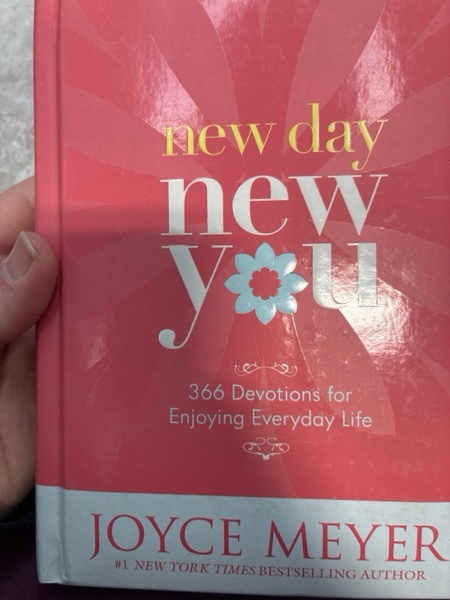 new day
new
you
366 Devotions for
Enjoying Everyday Life
JOYCE MEYER
#1 NEW YORK TIMES BESTSELLING AUTHOR